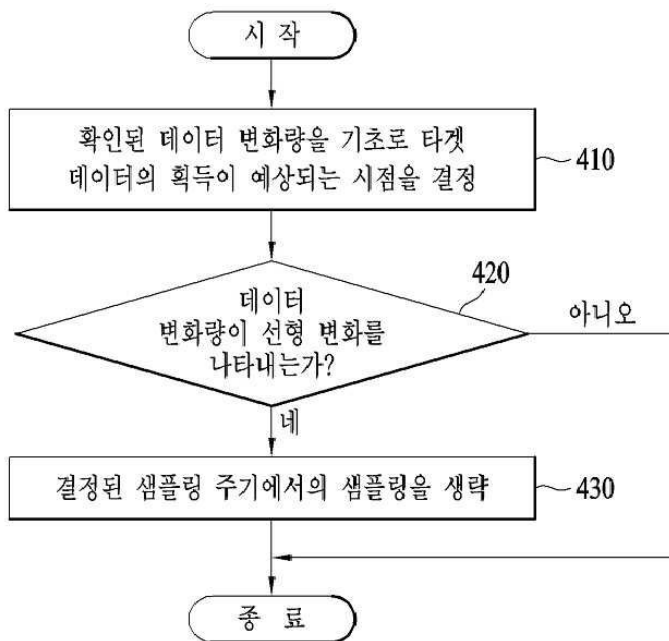 시 작
확인된 데이터 변화량을 기초로 타겟
데이터의 획득이 예상되는 시점을 결정
410
420
데이터
변화량이 선형 변화를
나타내는가?
아니오
네
결정된 샘플링 주기에서의 샘플링을 생략
430
종 료